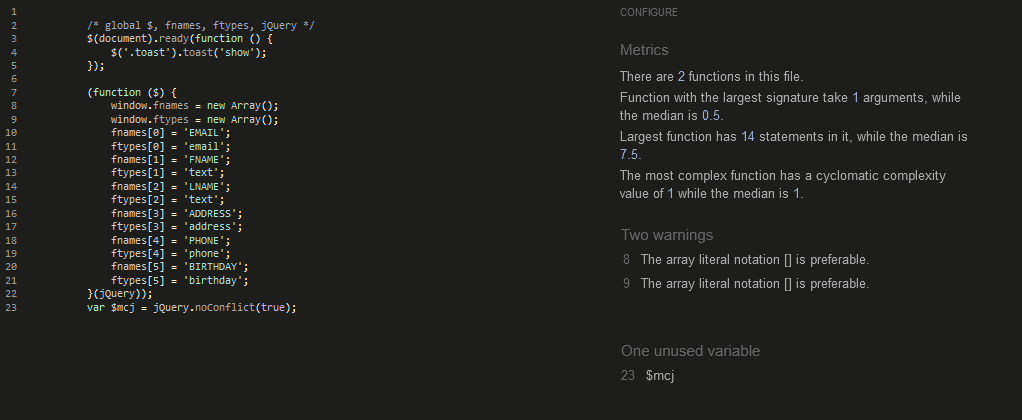 1
2 /* global $, fnames, ftypes, jQuery */
3 $(document).ready(function () {
4 $('.toast').toast('show');
5 });
6
7 (function ($) {
8 window.fnames = new Array();
9 window.ftypes = new Array();
10 fnames[0] = 'EMAIL';
11 ftypes[0] = 'email';
12 fnames[1] = 'FNAME';
13 ftypes[1] = 'text';
14 fnames[2] = 'LNAME';
15 ftypes[2] = 'text';
16 fnames[3] = 'ADDRESS';
17 ftypes[3] = 'address';
18 fnames[4] = 'PHONE';
19 ftypes[4] = 'phone';
20 fnames[5] = 'BIRTHDAY';
21 ftypes[5] = 'birthday';
22 }(jQuery));
23 var $mcj = jQuery.noConflict(true);
CONFIGURE
Metrics
There are 2 functions in this file.
Function with the largest signature take 1 arguments, while
the median is 0.5.
Largest function has 14 statements in it, while the median is
7.5.
The most complex function has a cyclomatic complexity
value of 1 while the median is 1.
Two warnings
8 The array literal notation [] is preferable.
9 The array literal notation [] is preferable.
One unused variable
23 $mcj